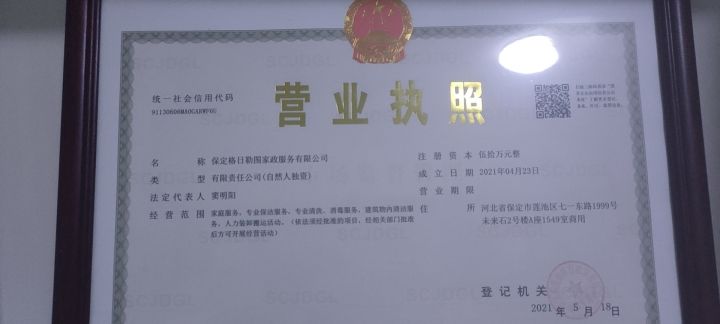 营业执照
统一社会信用代码
名称 保定格日勒图家政服务有限公司
类型 有限责任公司(自然人独资)
法定代表人 窦明阳
经营范围 家庭服务、专业保洁服务、专业清洗、消毒服务、建筑物内清洁服
务、人力装卸搬运活动。(依法须经批准的项目,经相关部门批准
后方可开展经营活动)
注册资本 伍拾万元整
成立日期 2021年04月23日
营业期限
住所 河北省保定市莲池区七一东路1999号
未来石2号楼A座1549室商用
登记机关
2021年5月18日
SCJDGL
SCJDGL
SCJDGL
SCJDGL